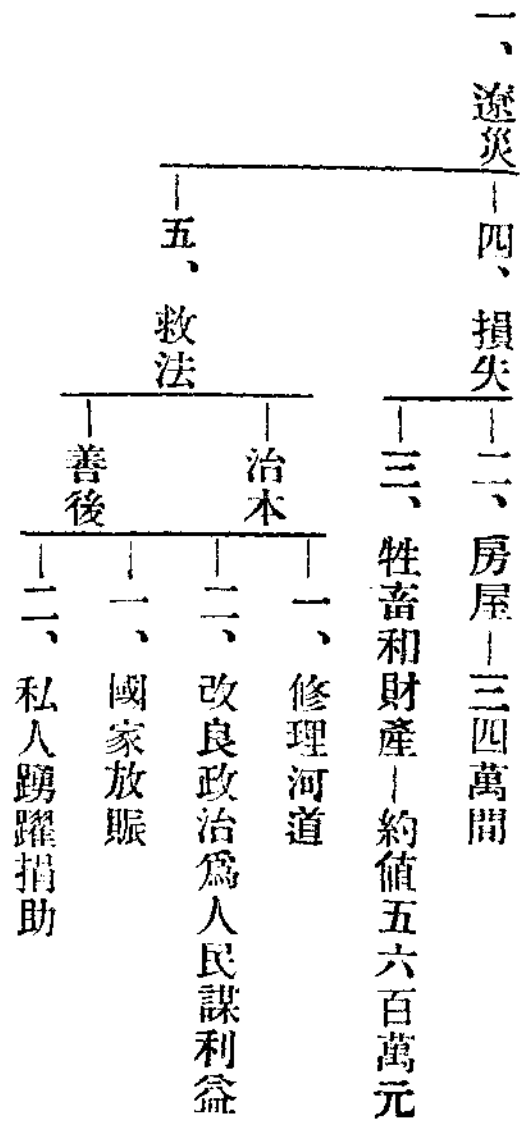 一、遼災
四、損失
二、房屋—三四萬間
三、牲畜和財產—約値五六百萬元
五、救法
治本
一、修理河道
二、改良政治爲人民謀利益
善後
一、國家放賑
二、私人踴躍捐助